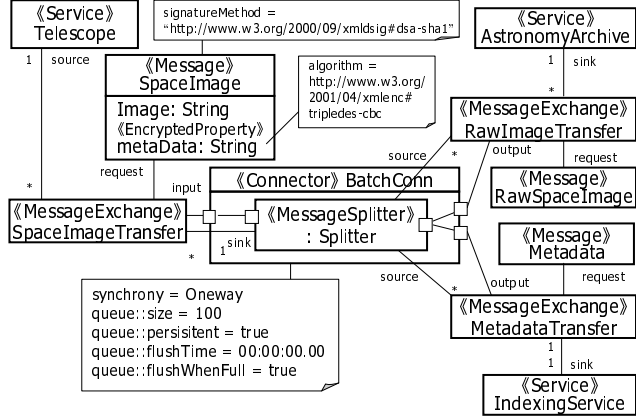 《Service》
Telescope
1
source
signatureMethod =
“http://www.w3.org/2000/09/xmldsig#dsa-sha1”
《Service》
AstronomyArchive
1
sink
《Message》
SpaceImage
Image: String
《EncryptedProperty》
metaData: String
algorithm =
http://www.w3.org/
2001/04/xmlenc#
tripledes-cbc
*
《MessageExchange》
RawImageTransfer
source
*
output
request
《Message》
RawSpaceImage
request
input
*
《MessageExchange》
SpaceImageTransfer
*
《Connector》 BatchConn
《MessageSplitter》
: Splitter
1
sink
《Message》
Metadata
request
source
output
*
《MessageExchange》
MetadataTransfer
1
1
sink
《Service》
IndexingService
synchrony = Oneway
queue::size = 100
queue::persisitent = true
queue::flushTime = 00:00:00.00
queue::flushWhenFull = true